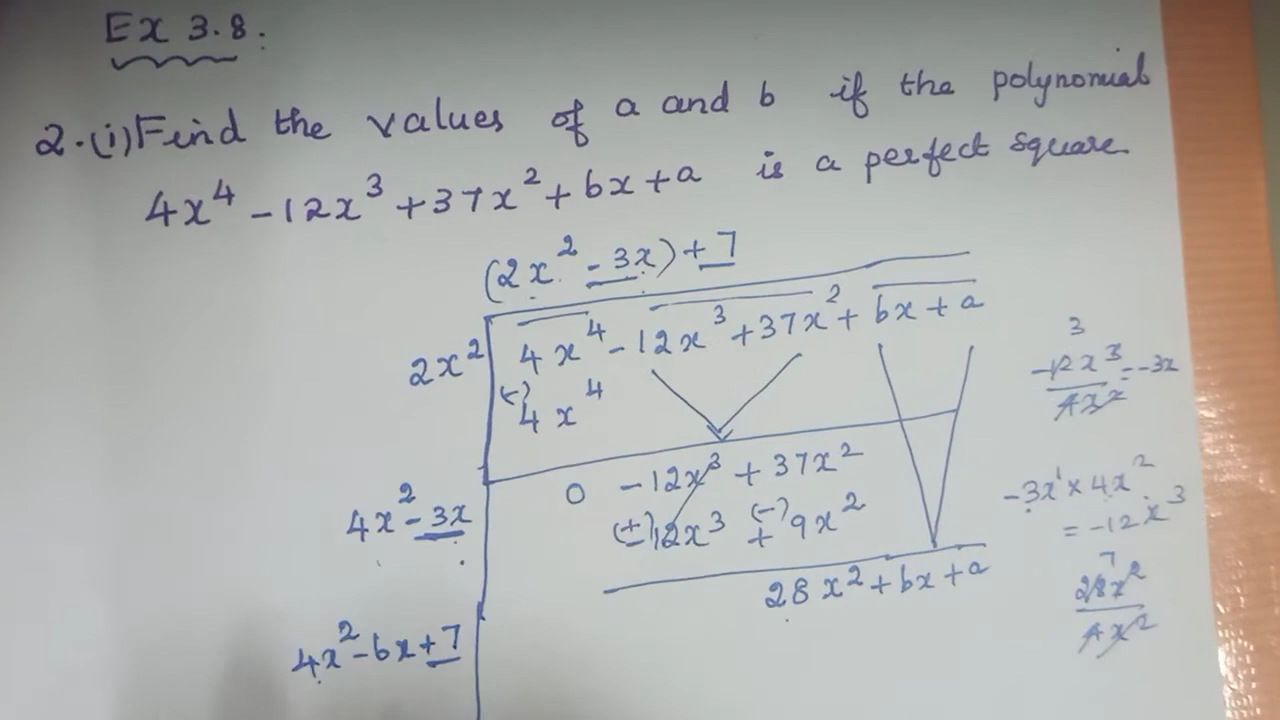 Ex 3.8.
2.(i) Find the values of a and b if the polynomial
4x⁴ - 12x³ + 37x² + bx + a is a perfect square.
(2x² - 3x) + 7
2x² 4x⁴ - 12x³ + 37x² + bx + a
(-) 4x⁴
0 - 12x³ + 37x²
4x² - 3x (+) - 12x³ (-) + 9x²
28x² + bx + a
4x² - 6x + 7
3
-12x³ / 4x² = -3x
-3x¹ × 4x²
= -12x³
7
28x² / 4x²